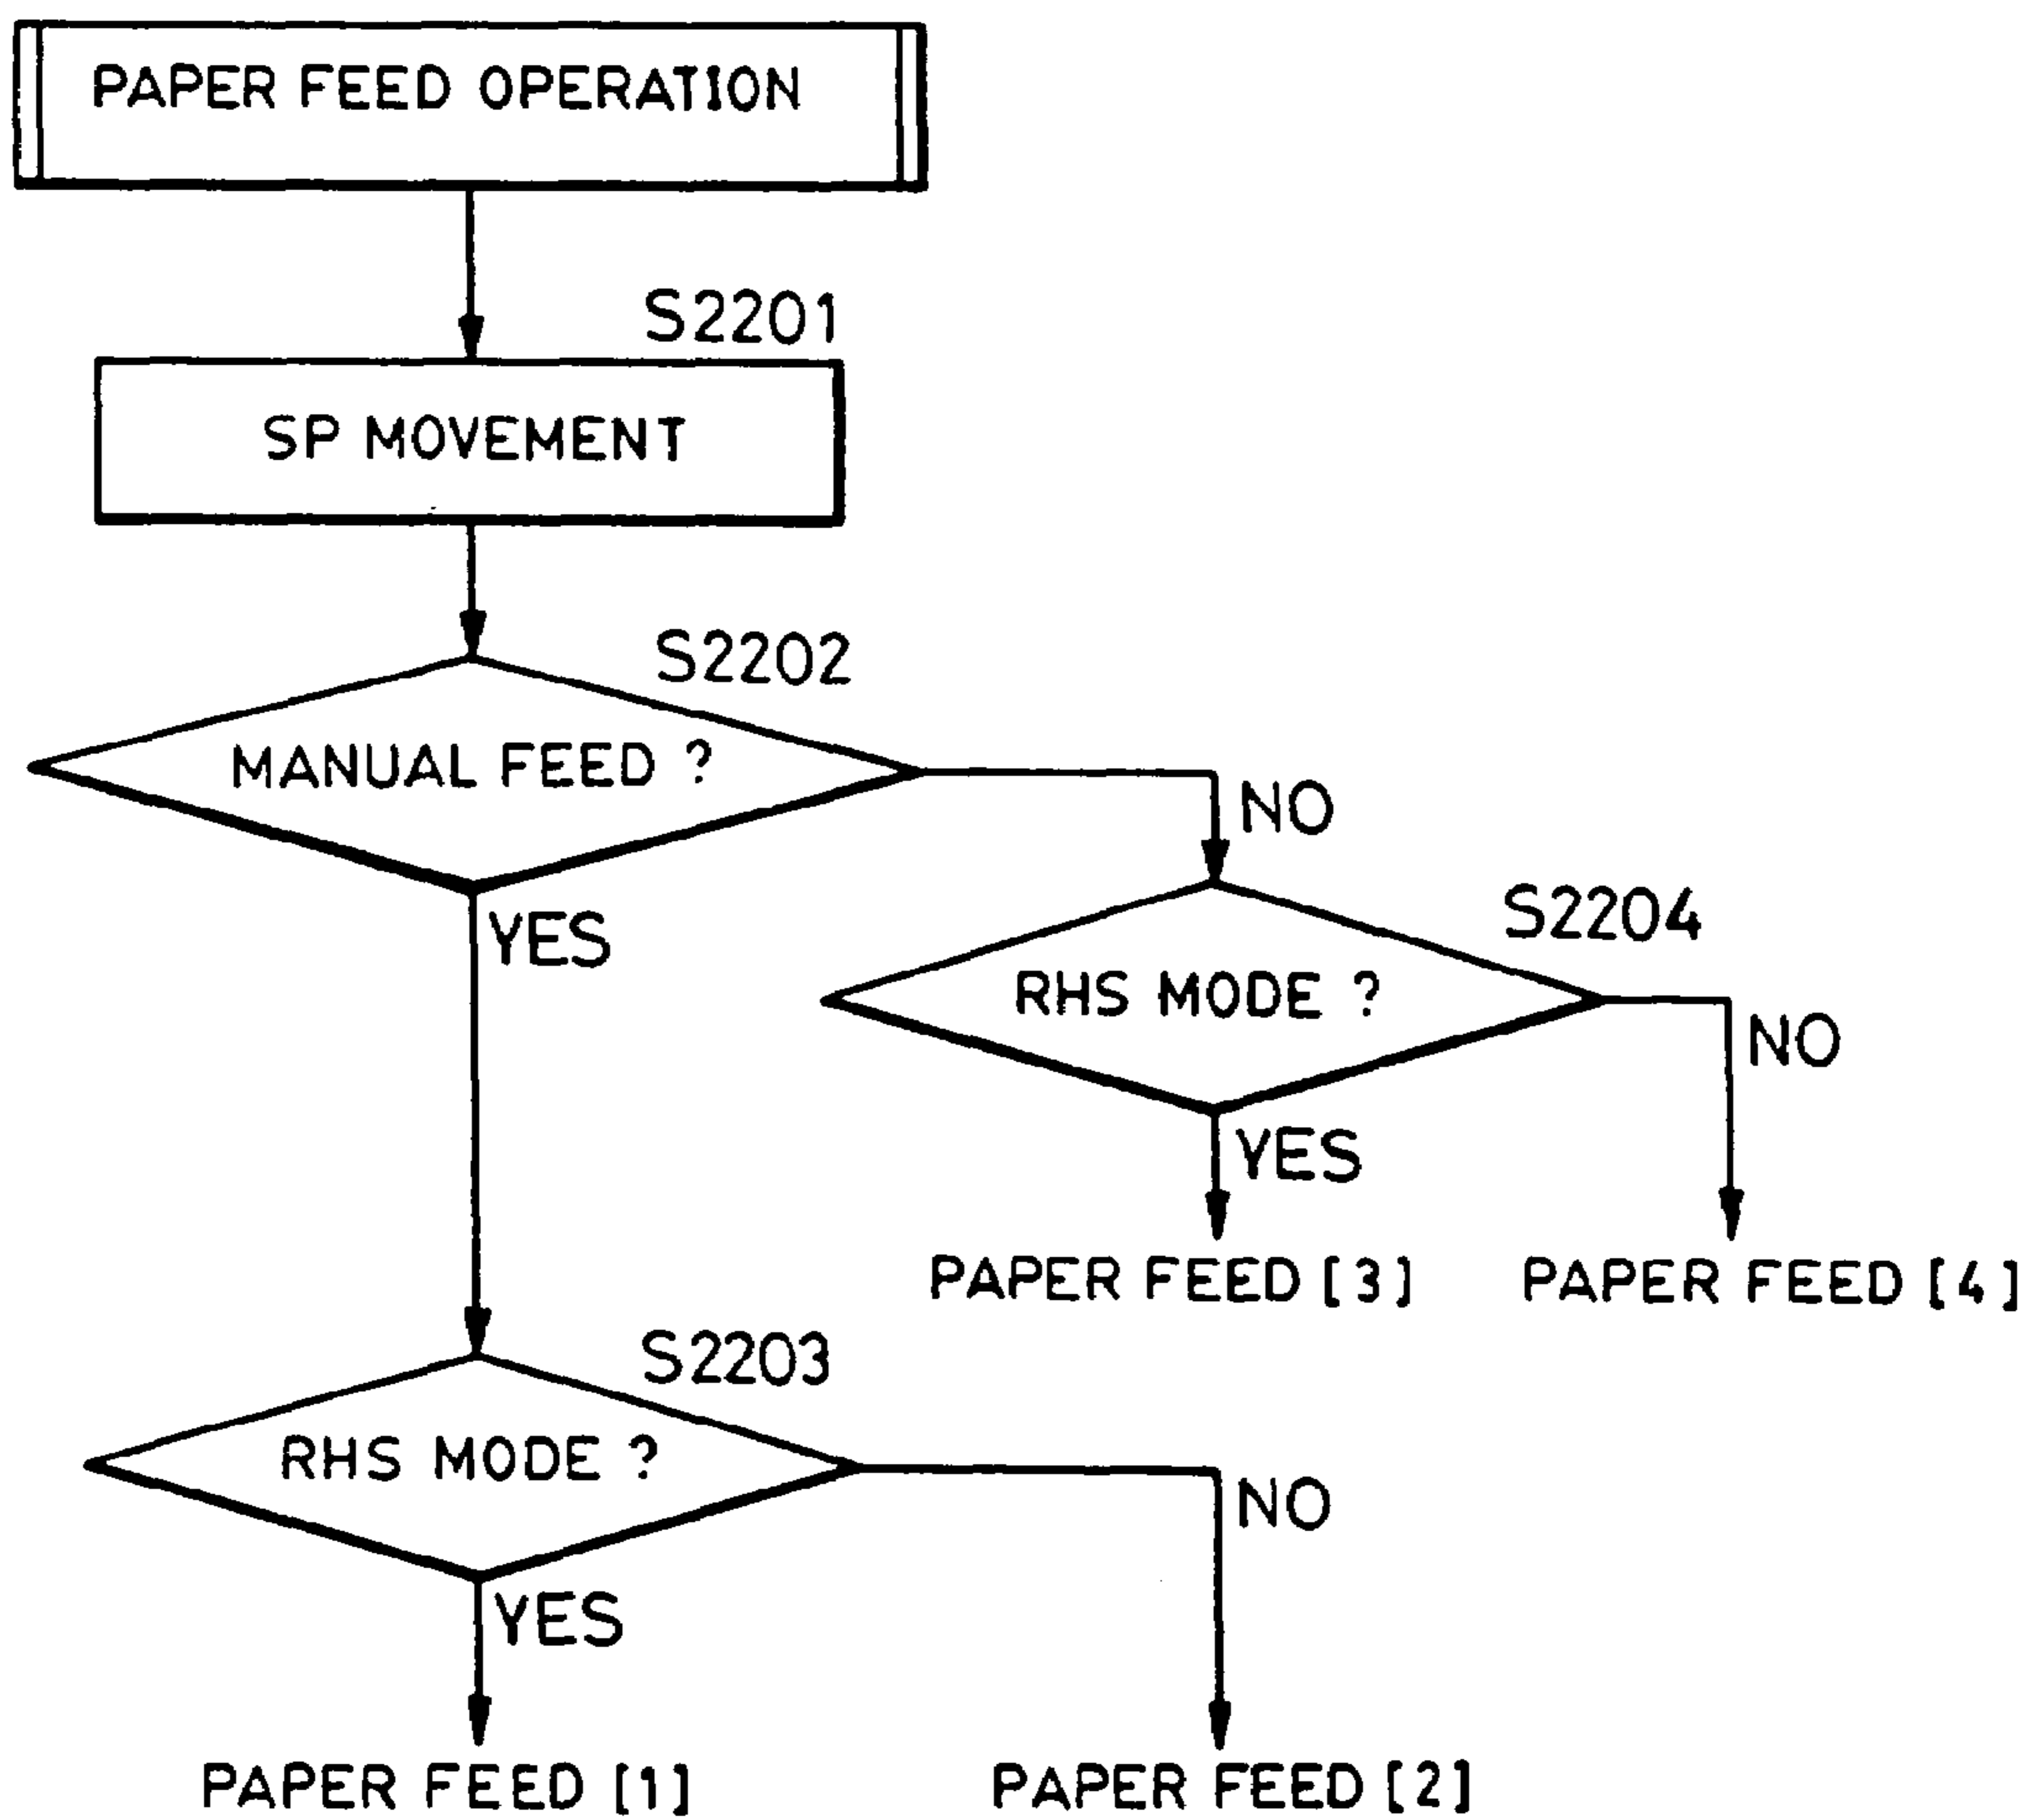 PAPER FEED OPERATION
S2201
SP MOVEMENT
S2202
MANUAL FEED ?
NO
YES
S2204
RHS MODE ?
NO
YES
PAPER FEED [3]
PAPER FEED [4]
S2203
RHS MODE ?
NO
YES
PAPER FEED [1]
PAPER FEED [2]